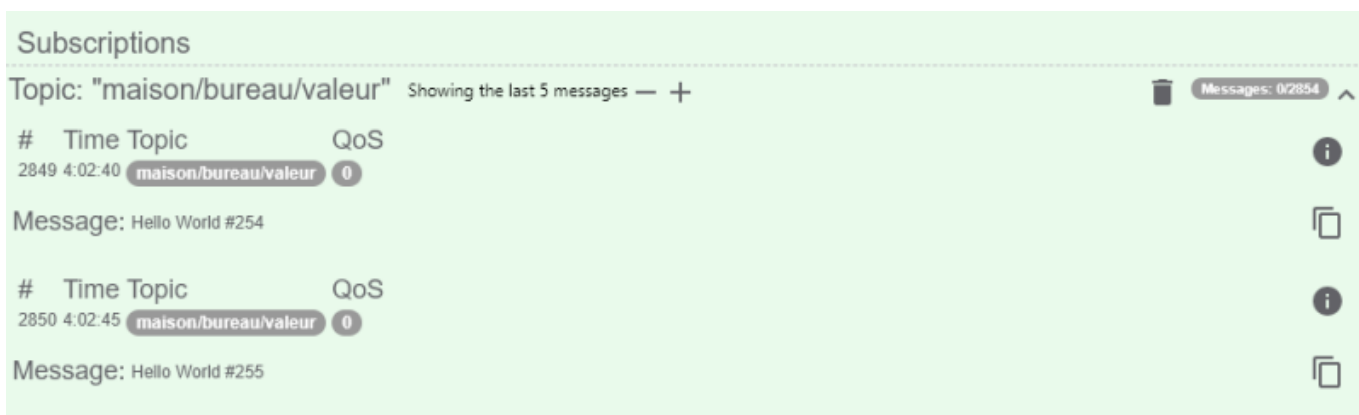 Subscriptions
Topic: "maison/bureau/valeur" Showing the last 5 messages — + Messages: 0/2854
# Time Topic QoS
2849 4:02:40 maison/bureau/valeur 0
Message: Hello World #254
# Time Topic QoS
2850 4:02:45 maison/bureau/valeur 0
Message: Hello World #255